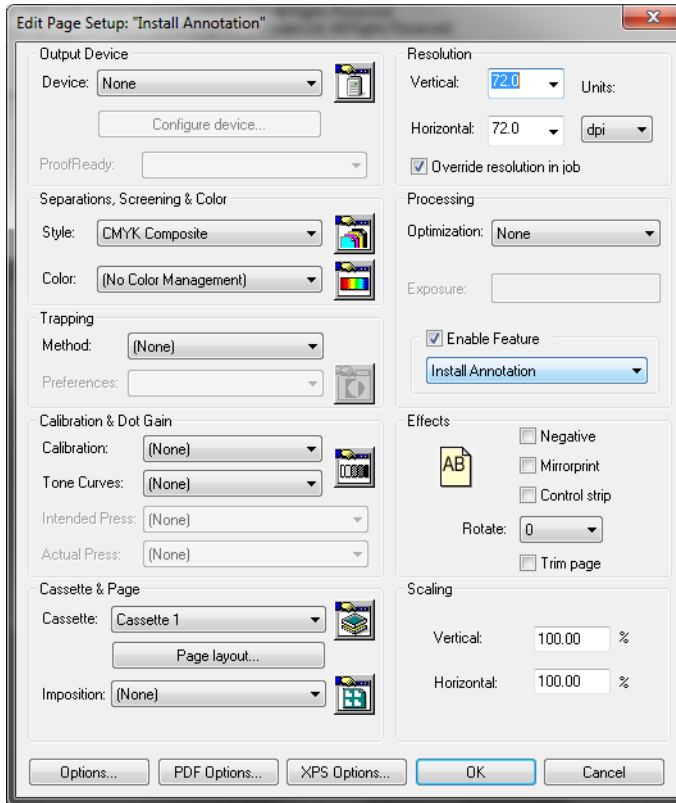 Edit Page Setup: "Install Annotation"
Output Device
Device: None
Configure device...
ProofReady:
Separations, Screening & Color
Style: CMYK Composite
Color: (No Color Management)
Trapping
Method: (None)
Preferences:
Calibration & Dot Gain
Calibration: (None)
Tone Curves: (None)
Intended Press: (None)
Actual Press: (None)
Cassette & Page
Cassette: Cassette 1
Page layout...
Imposition: (None)
Resolution
Vertical: 72.0 Units:
Horizontal: 72.0 dpi
Override resolution in job
Processing
Optimization: None
Exposure:
Enable Feature
Install Annotation
Effects
AB
Negative
Mirrorprint
Control strip
Rotate: 0
Trim page
Scaling
Vertical: 100.00 %
Horizontal: 100.00 %
Options... PDF Options... XPS Options... OK Cancel